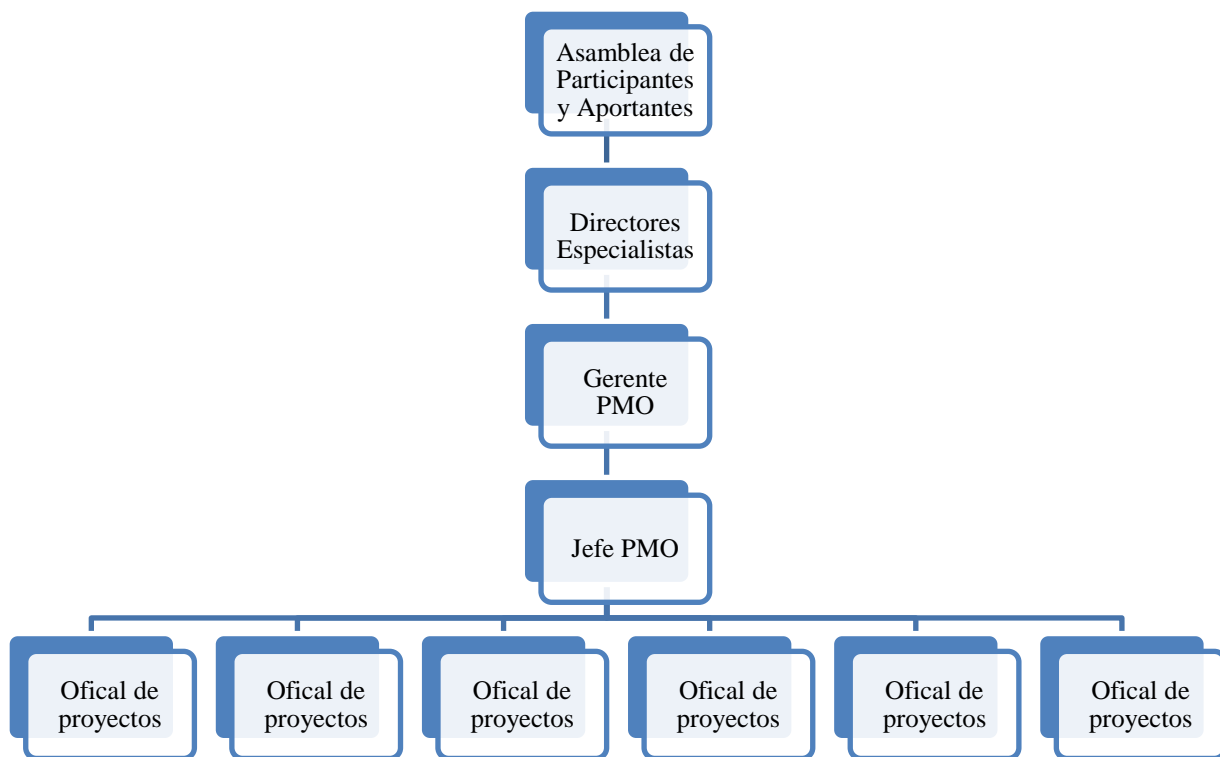 Asamblea de
Participantes
y Aportantes
Directores
Especialistas
Gerente
PMO
Jefe PMO
Ofical de
proyectos
Ofical de
proyectos
Ofical de
proyectos
Ofical de
proyectos
Ofical de
proyectos
Ofical de
proyectos